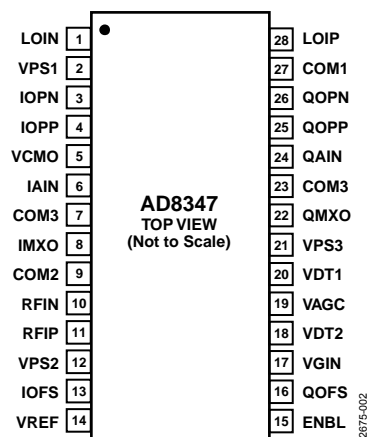 LOIN 1
VPS1 2
IOPN 3
IOPP 4
VCMO 5
IAIN 6
COM3 7
IMXO 8
COM2 9
RFIN 10
RFIP 11
VPS2 12
IOFS 13
VREF 14
AD8347
TOP VIEW
(Not to Scale)
28 LOIP
27 COM1
26 QOPN
25 QOPP
24 QAIN
23 COM3
22 QMXO
21 VPS3
20 VDT1
19 VAGC
18 VDT2
17 VGIN
16 QOFS
15 ENBL
2675-002